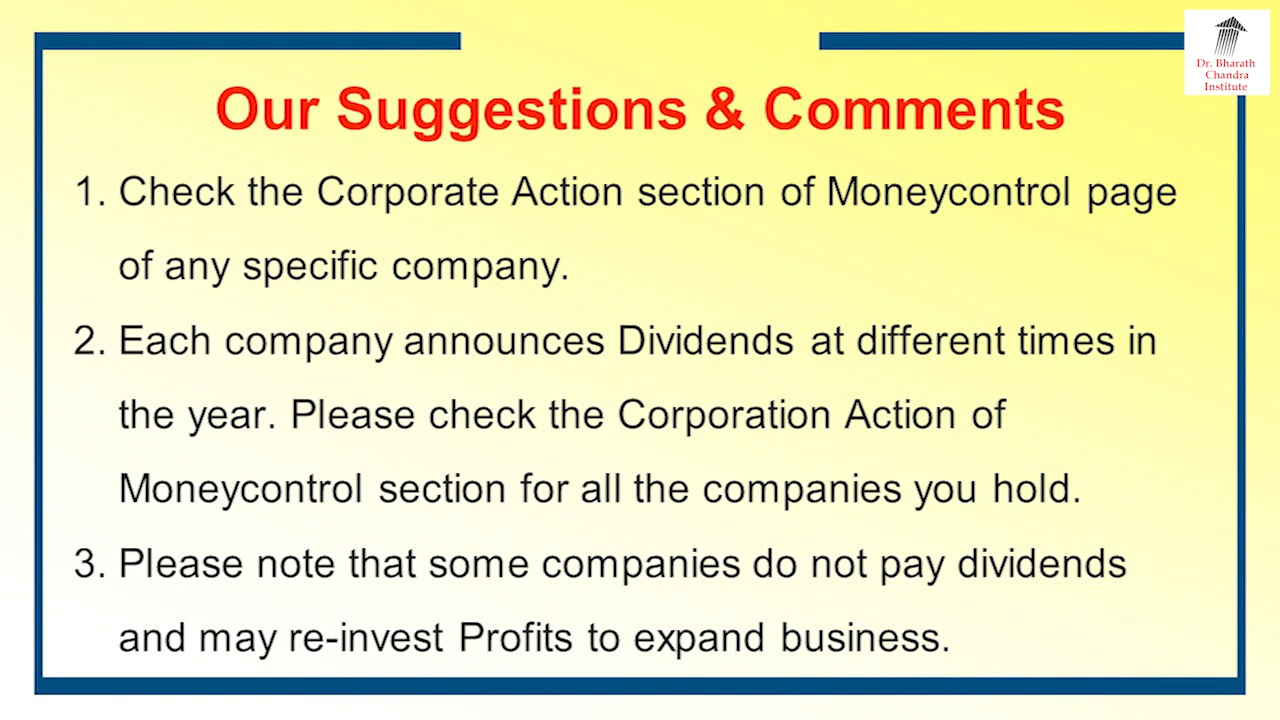 Dr. Bharath
Chandra
Institute
Our Suggestions & Comments
1. Check the Corporate Action section of Moneycontrol page
of any specific company.
2. Each company announces Dividends at different times in
the year. Please check the Corporation Action of
Moneycontrol section for all the companies you hold.
3. Please note that some companies do not pay dividends
and may re-invest Profits to expand business.